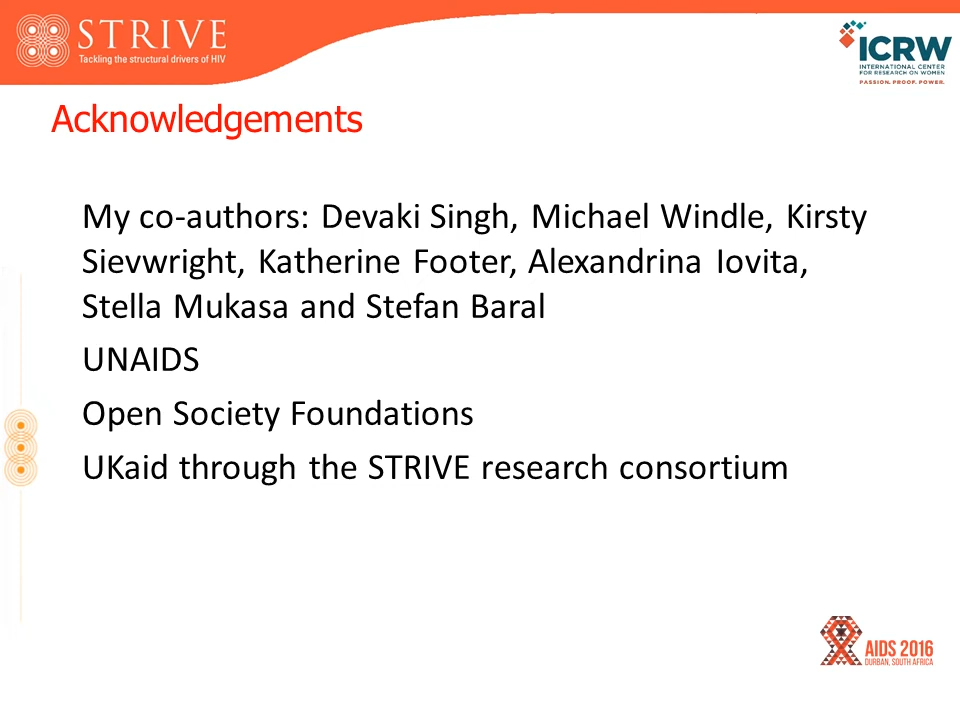 STRIVE
Tackling the structural drivers of HIV
ICRW
INTERNATIONAL CENTER
FOR RESEARCH ON WOMEN
PASSION. PROOF. POWER.
Acknowledgements
My co-authors: Devaki Singh, Michael Windle, Kirsty
Sievwright, Katherine Footer, Alexandrina Iovita,
Stella Mukasa and Stefan Baral
UNAIDS
Open Society Foundations
UKaid through the STRIVE research consortium
AIDS 2016
DURBAN, SOUTH AFRICA